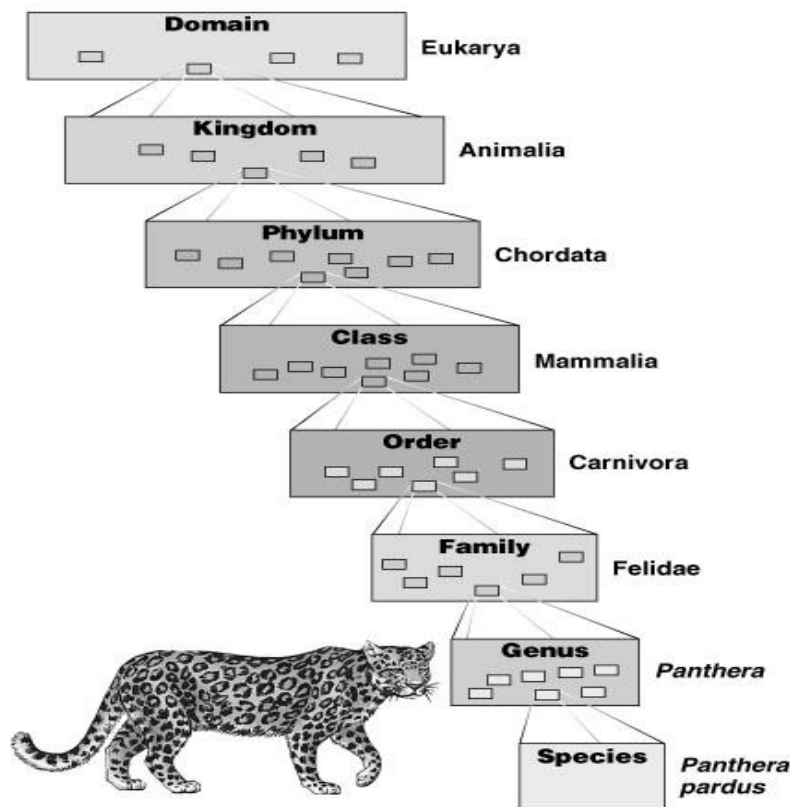 Domain
Eukarya
Kingdom
Animalia
Phylum
Chordata
Class
Mammalia
Order
Carnivora
Family
Felidae
Genus
Panthera
Species
Panthera
pardus